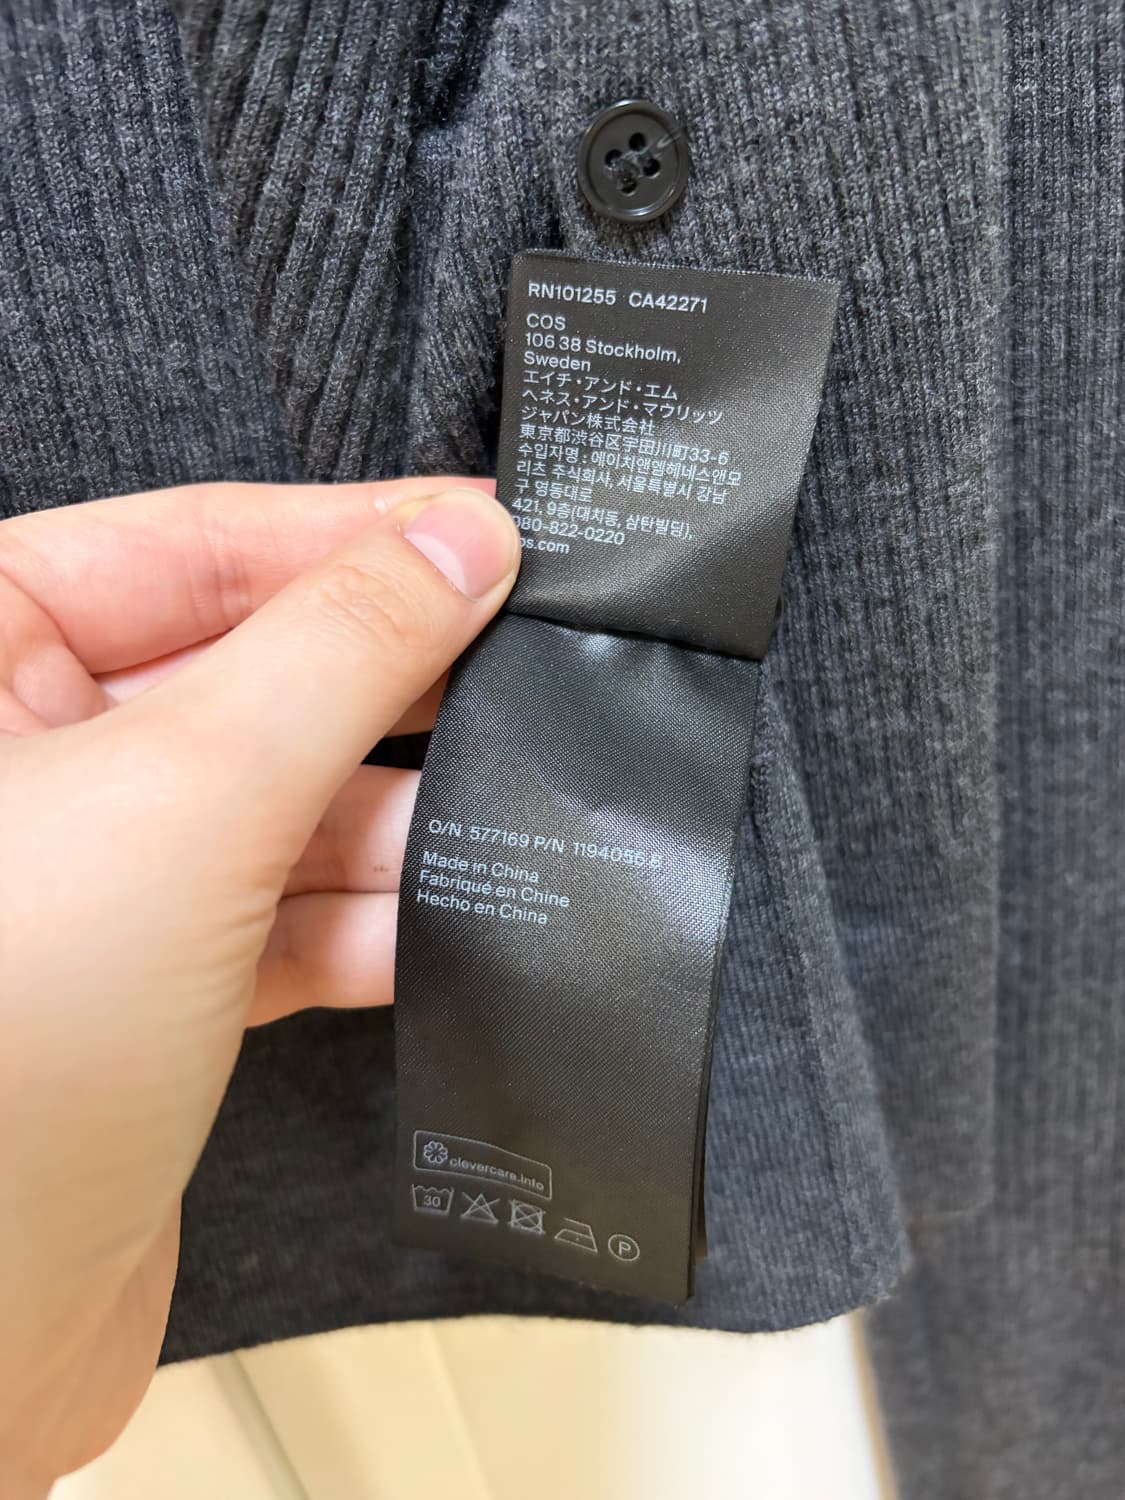 RN101255 CA42271
COS
106 38 Stockholm,
Sweden
エイチ・アンド・エム
ヘネス・アンド・マウリッツ
ジャパン株式会社
東京都渋谷区宇田川町33-6
수입자명 : 에이치앤엠헤네스앤모
리츠 주식회사, 서울특별시 강남
구 영동대로
421, 9층(대치동, 삼탄빌딩),
080-822-0220
os.com
O/N 577169 P/N 1194056.6
Made in China
Fabriqué en Chine
Hecho en China
clevercare.info
30
P